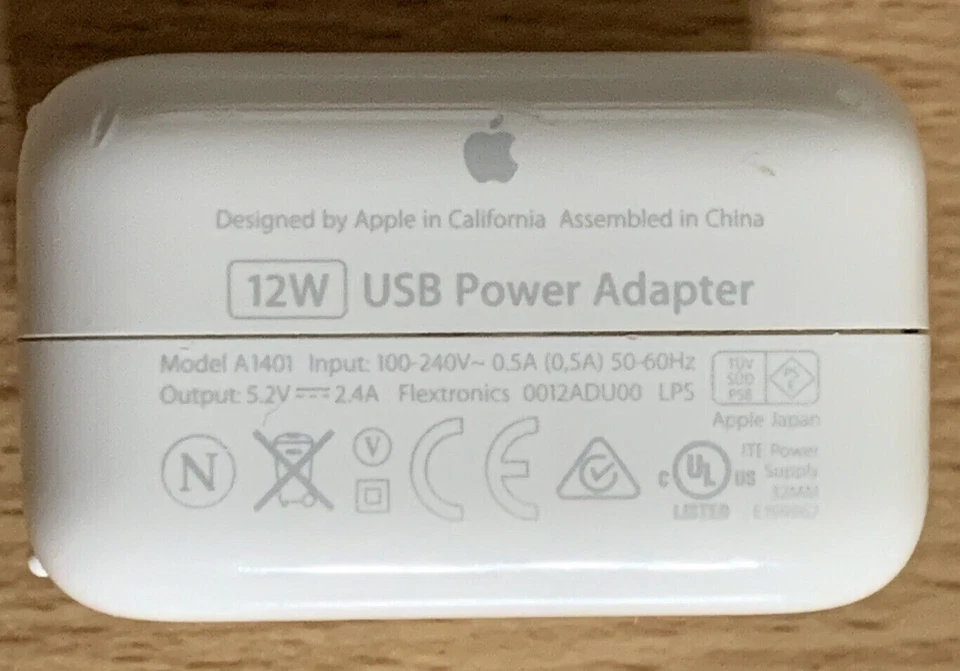 Designed by Apple in California Assembled in China
12W USB Power Adapter
Model A1401 Input: 100-240V~ 0.5A (0,5A) 50-60Hz
Output: 5.2V⎓2.4A Flextronics 0012ADU00 LPS
TÜV
SÜD
PSB
PS
E
Apple Japan
N
V
CE
C UL US
LISTED
ITE Power
Supply